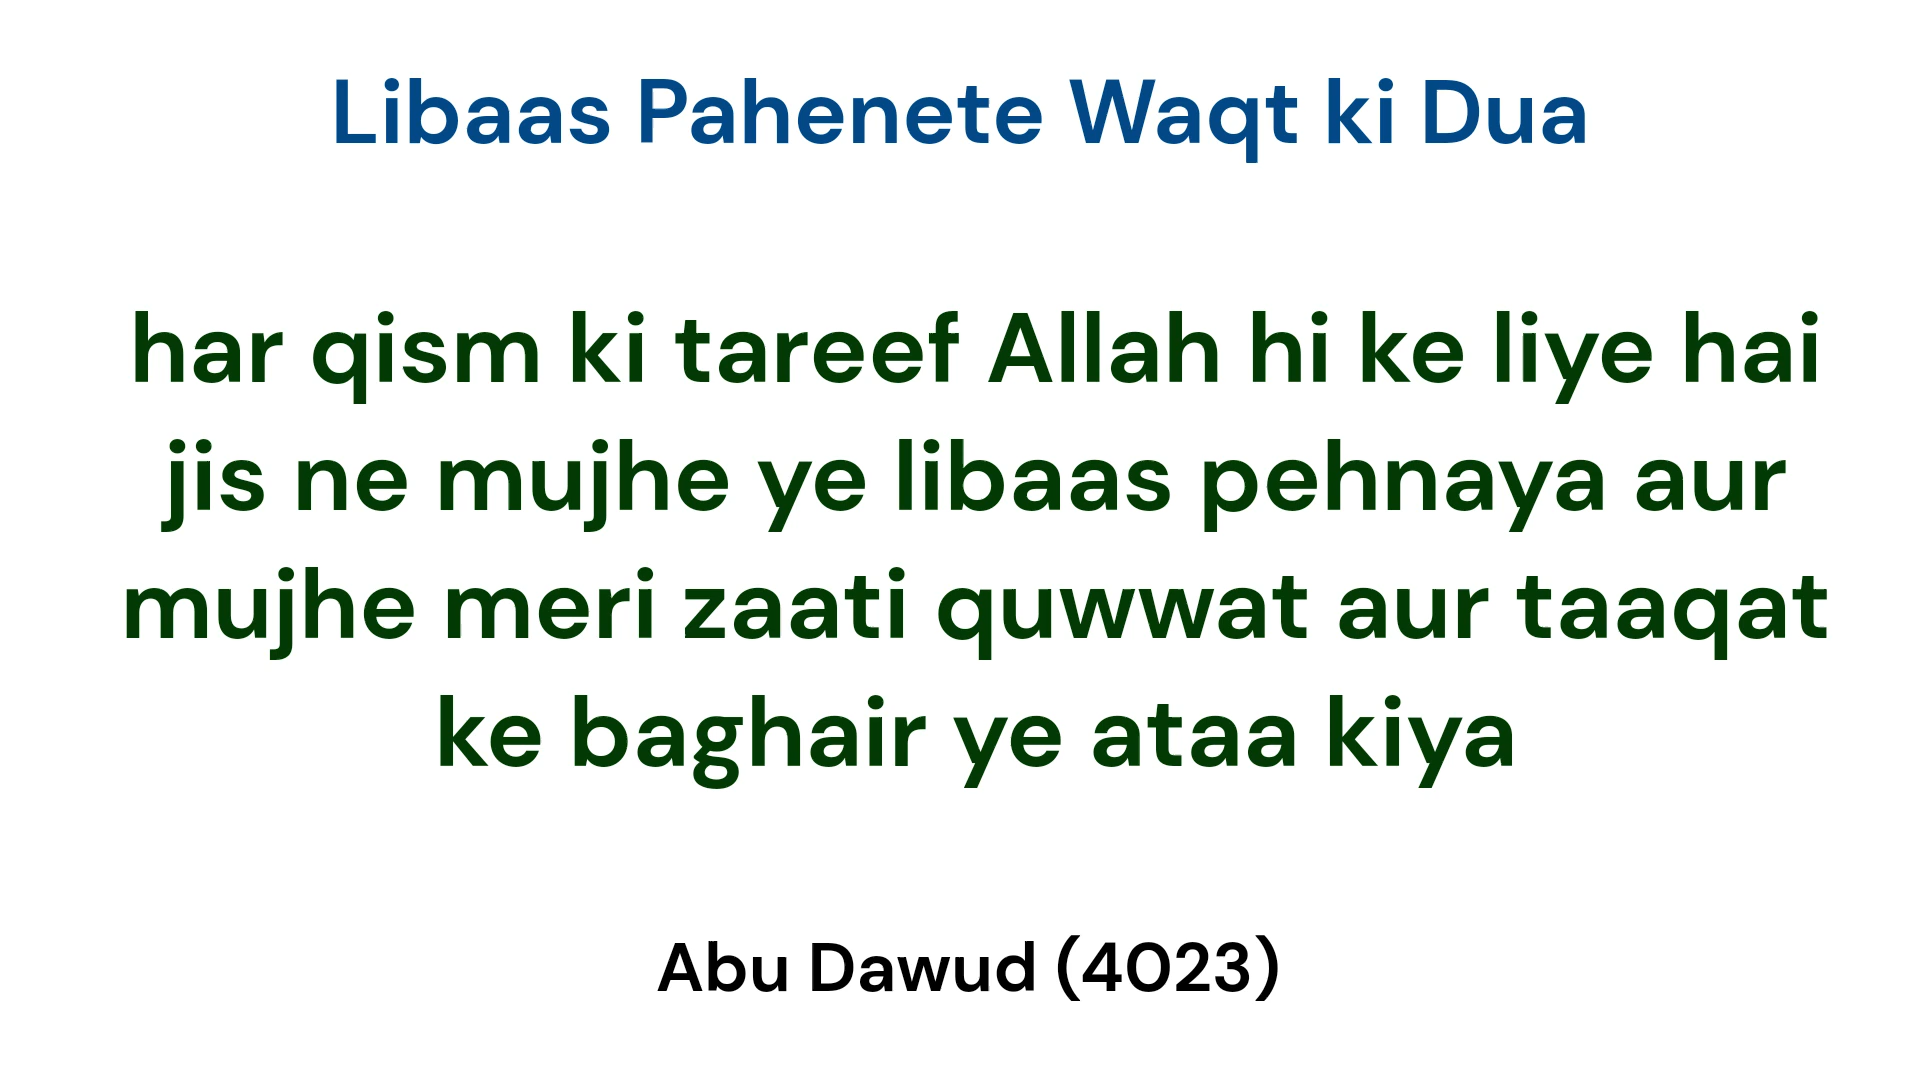 Libaas Pahenete Waqt ki Dua
har qism ki tareef Allah hi ke liye hai
jis ne mujhe ye libaas pehnaya aur
mujhe meri zaati quwwat aur taaqat
ke baghair ye ataa kiya
Abu Dawud (4023)